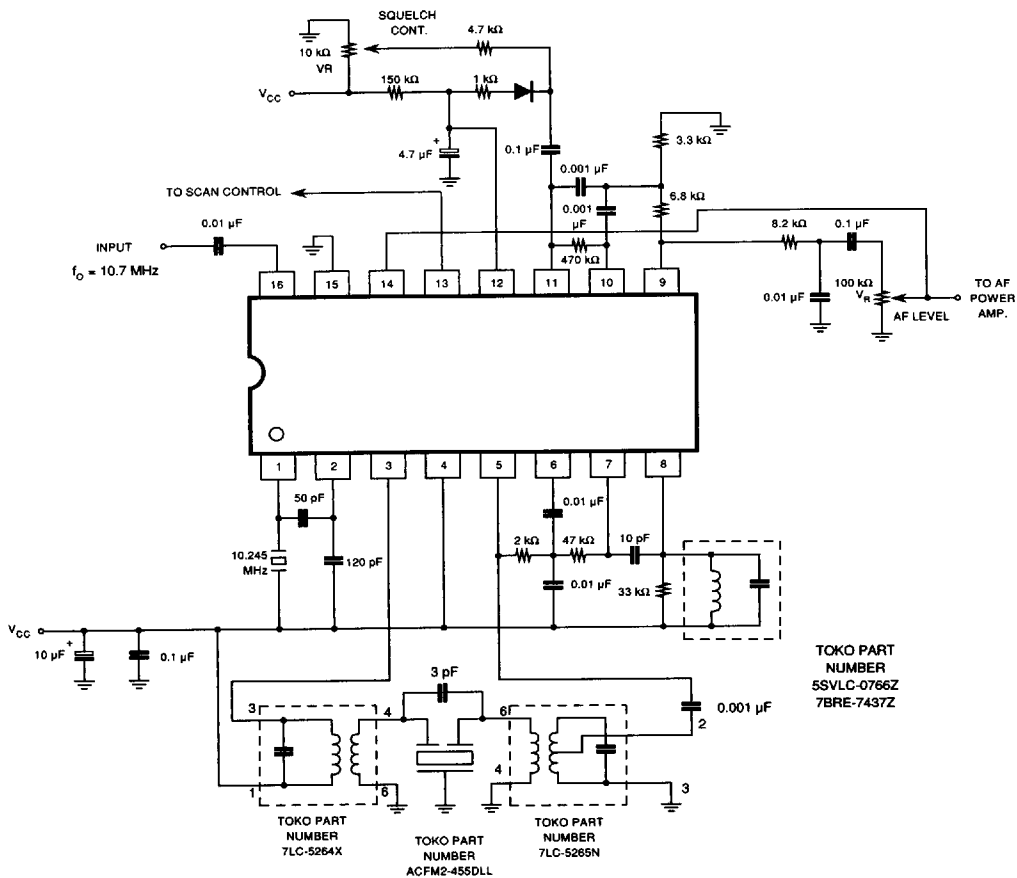 SQUELCH
CONT.
4.7 kΩ
10 kΩ
VR
150 kΩ
1 kΩ
VCC
+
4.7 µF
0.1 µF
3.3 kΩ
0.001 µF
TO SCAN CONTROL
0.001
µF
6.8 kΩ
0.01 µF
8.2 kΩ
0.1 µF
INPUT
fO = 10.7 MHz
470 kΩ
16
15
14
13
12
11
10
9
0.01 µF
100 kΩ
VR
AF LEVEL
TO AF
POWER
AMP.
1
2
3
4
5
6
7
8
50 pF
0.01 µF
2 kΩ
47 kΩ
10 pF
10.245
MHz
120 pF
0.01 µF
33 kΩ
VCC
+
10 µF
0.1 µF
TOKO PART
NUMBER
5SVLC-0766Z
7BRE-7437Z
3 pF
3
4
6
0.001 µF
2
1
6
4
3
TOKO PART
NUMBER
7LC-5264X
TOKO PART
NUMBER
ACFM2-455DLL
TOKO PART
NUMBER
7LC-5265N